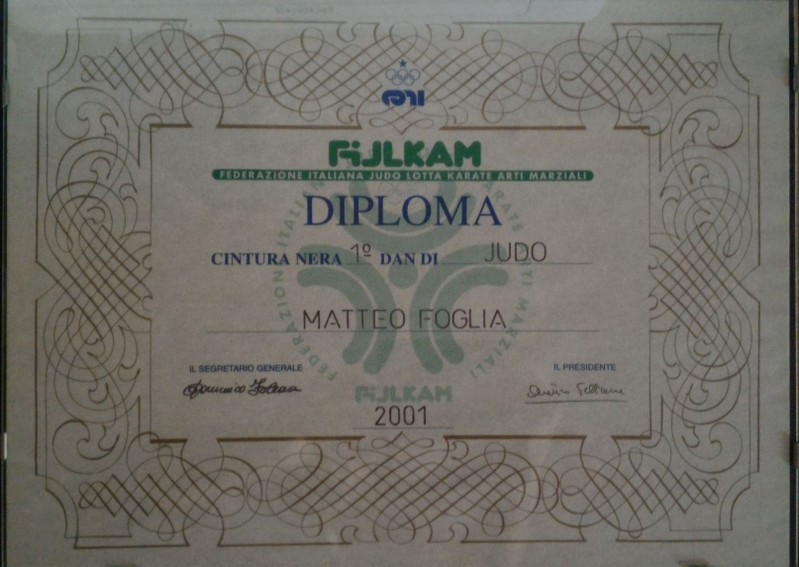 FIJLKAM
FEDERAZIONE ITALIANA JUDO LOTTA KARATE ARTI MARZIALI
DIPLOMA
CINTURA NERA 1º DAN DI JUDO
MATTEO FOGLIA
IL SEGRETARIO GENERALE
IL PRESIDENTE
FIJLKAM
2001